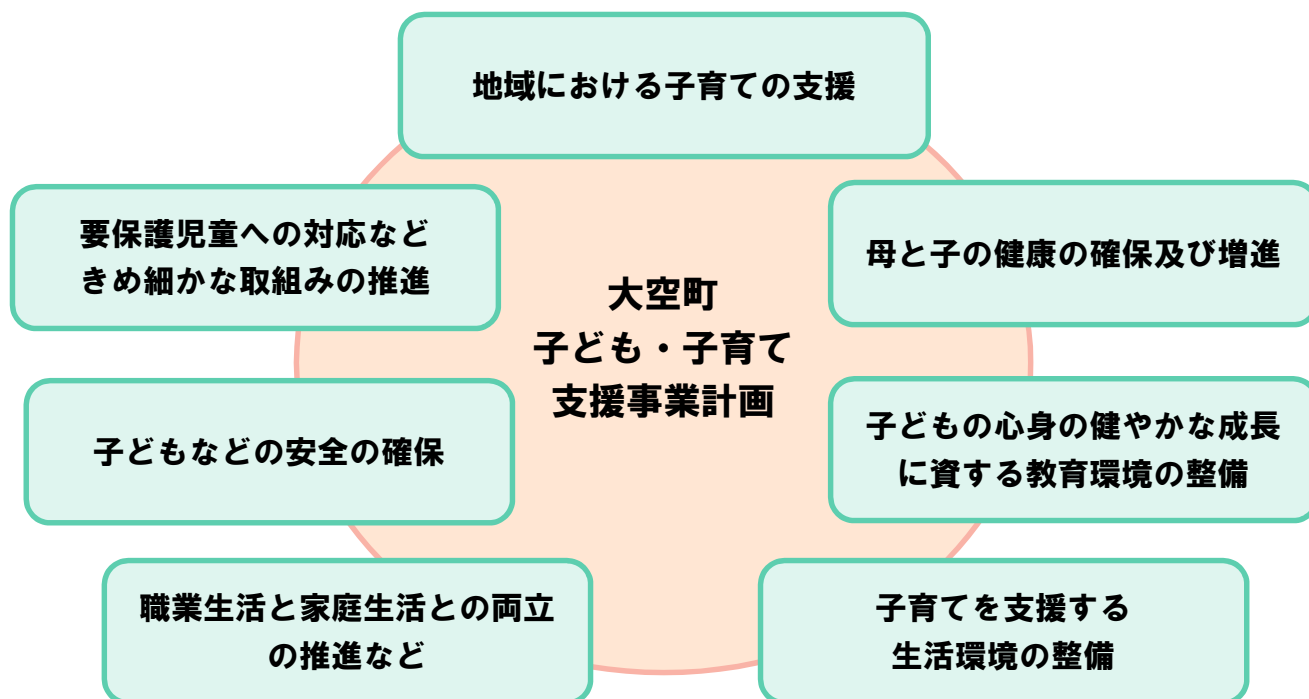 地域における子育ての支援
要保護児童への対応など
きめ細かな取組みの推進
母と子の健康の確保及び増進
大空町
子ども・子育て
支援事業計画
子どもなどの安全の確保
子どもの心身の健やかな成長
に資する教育環境の整備
職業生活と家庭生活との両立
の推進など
子育てを支援する
生活環境の整備